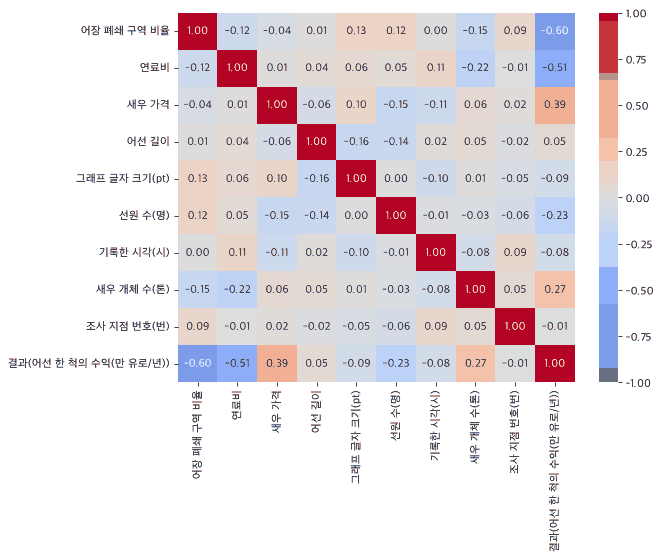 어장 폐쇄 구역 비율 1.00 -0.12 -0.04 0.01 0.13 0.12 0.00 -0.15 0.09 -0.60
연료비 -0.12 1.00 0.01 0.04 0.06 0.05 0.11 -0.22 -0.01 -0.51
새우 가격 -0.04 0.01 1.00 -0.06 0.10 -0.15 -0.11 0.06 0.02 0.39
어선 길이 0.01 0.04 -0.06 1.00 -0.16 -0.14 0.02 0.05 -0.02 0.05
그래프 글자 크기(pt) 0.13 0.06 0.10 -0.16 1.00 0.00 -0.10 0.01 -0.05 -0.09
선원 수(명) 0.12 0.05 -0.15 -0.14 0.00 1.00 -0.01 -0.03 -0.06 -0.23
기록한 시각(시) 0.00 0.11 -0.11 0.02 -0.10 -0.01 1.00 -0.08 0.09 -0.08
새우 개체 수(톤) -0.15 -0.22 0.06 0.05 0.01 -0.03 -0.08 1.00 0.05 0.27
조사 지점 번호(번) 0.09 -0.01 0.02 -0.02 -0.05 -0.06 0.09 0.05 1.00 -0.01
결과(어선 한 척의 수익(만 유로/년)) -0.60 -0.51 0.39 0.05 -0.09 -0.23 -0.08 0.27 -0.01 1.00
어장 폐쇄 구역 비율
연료비
새우 가격
어선 길이
그래프 글자 크기(pt)
선원 수(명)
기록한 시각(시)
새우 개체 수(톤)
조사 지점 번호(번)
결과(어선 한 척의 수익(만 유로/년))
1.00
0.75
0.50
0.25
0.00
-0.25
-0.50
-0.75
-1.00